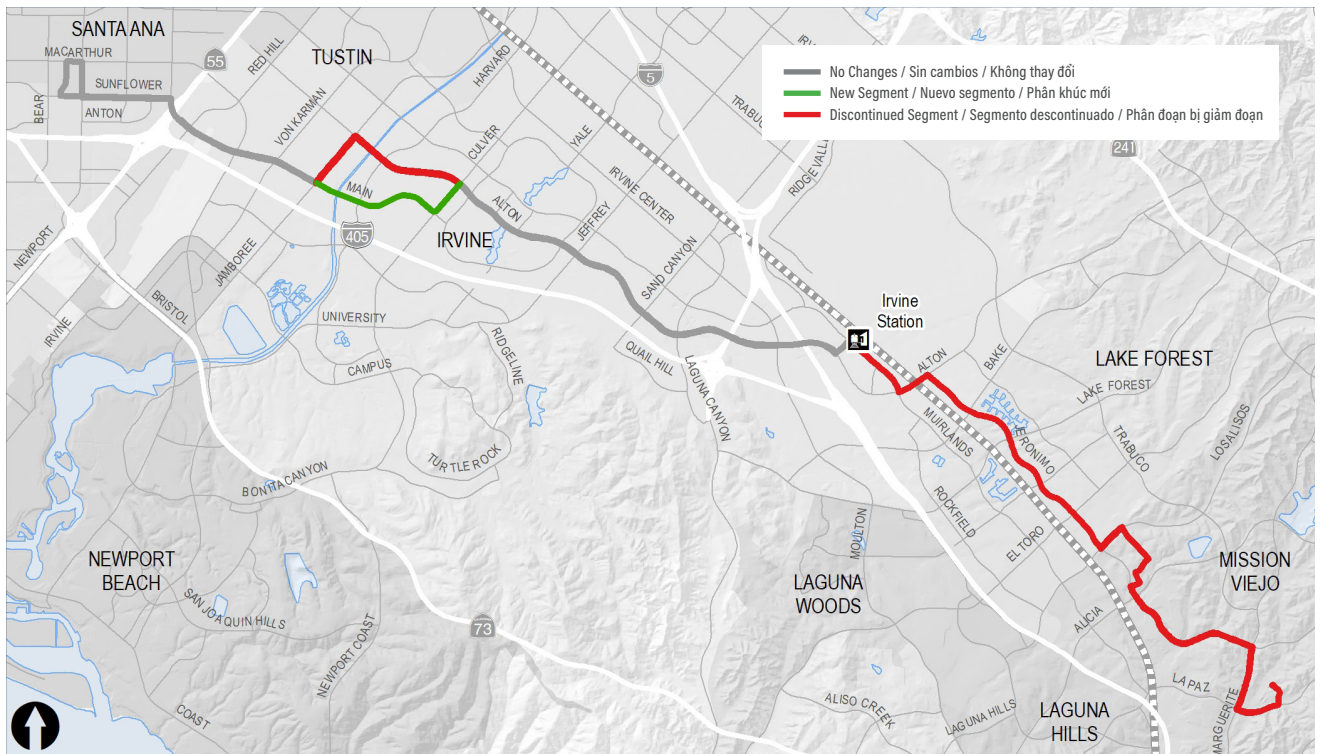 SANTA ANA
MACARTHUR
SUNFLOWER
BEAR
ANTON
55
RED HILL
TUSTIN
HARVARD
VON KARMAN
5
TRABUC
No Changes / Sin cambios / Không thay đổi
New Segment / Nuevo segmento / Phân khúc mới
Discontinued Segment / Segmento descontinuado / Phân đoạn bị giảm đoạn
RIDGE VALL
241
CULVER
YALE
IRVINE CENTER
MAIN
ALTON
JEFFREY
SAND CANYON
405
IRVINE
NEWPORT
JAMBOREE
BRISTOL
IRVINE
UNIVERSITY
CAMPUS
RIDGELINE
QUAIL HILL
LAGUNA CANYON
Irvine
Station
ALTON
BAKE
LAKE FOREST
LAKE FOREST
TRABUCO
LOS ALISOS
JERONIMO
MUIRLANDS
TURTLE ROCK
BONITA CANYON
ROCKFIELD
EL TORO
MOULTON
NEWPORT
BEACH
SAN JOAQUIN HILLS
NEWPORT COAST
73
LAGUNA
WOODS
MISSION
VIEJO
ALICIA
LA PAZ
MARGUERITE
ALISO CREEK
LAGUNA HILLS
LAGUNA
HILLS
COAST